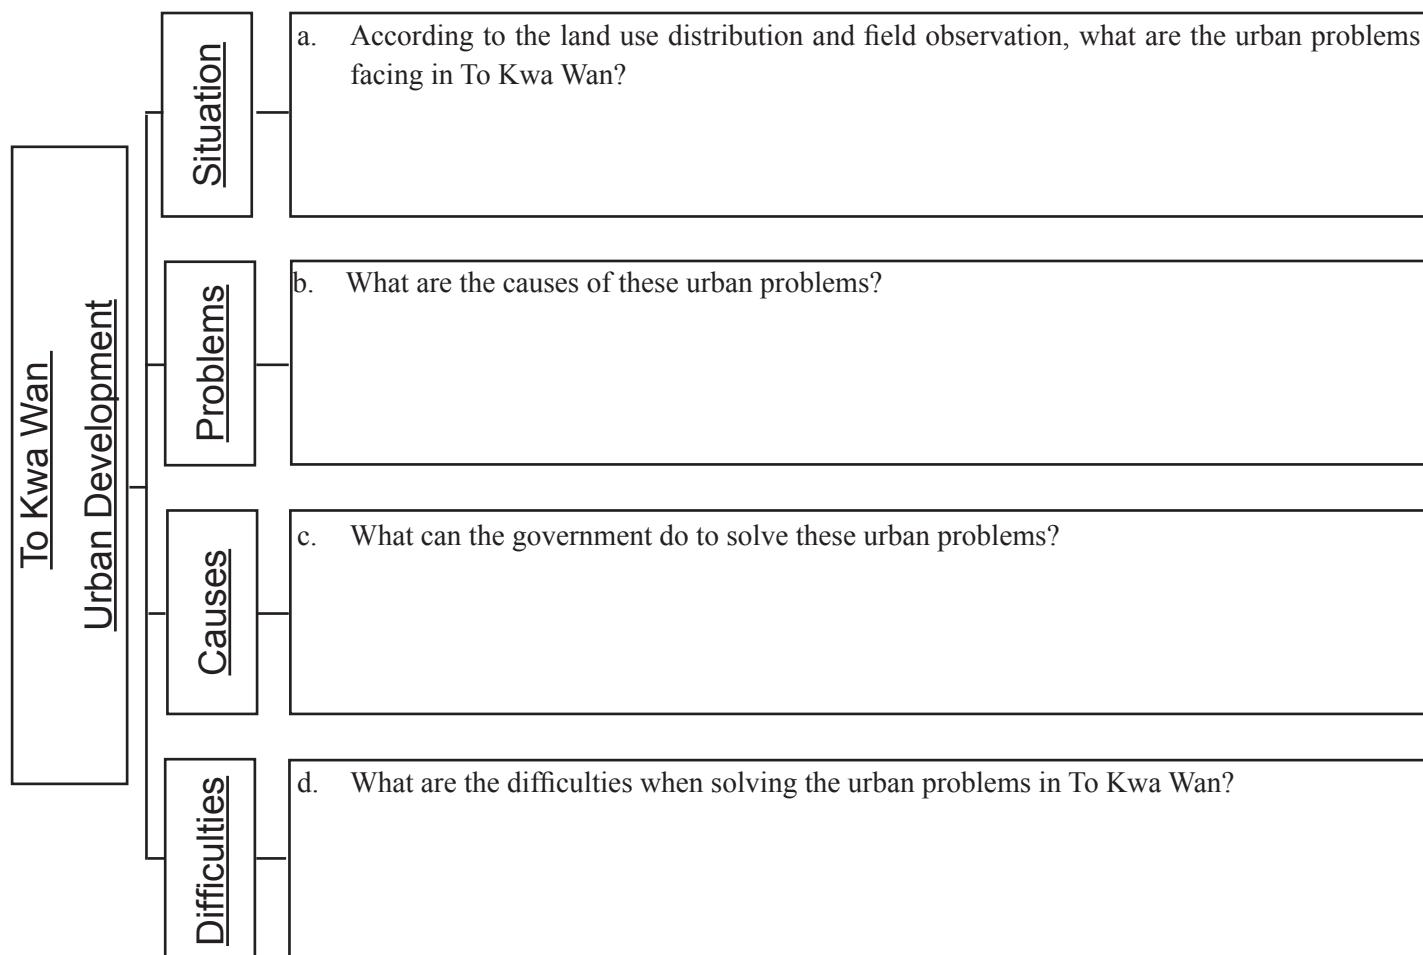 To Kwa Wan
Urban Development
Situation
a. According to the land use distribution and field observation, what are the urban problems
facing in To Kwa Wan?
Problems
b. What are the causes of these urban problems?
Causes
c. What can the government do to solve these urban problems?
Difficulties
d. What are the difficulties when solving the urban problems in To Kwa Wan?